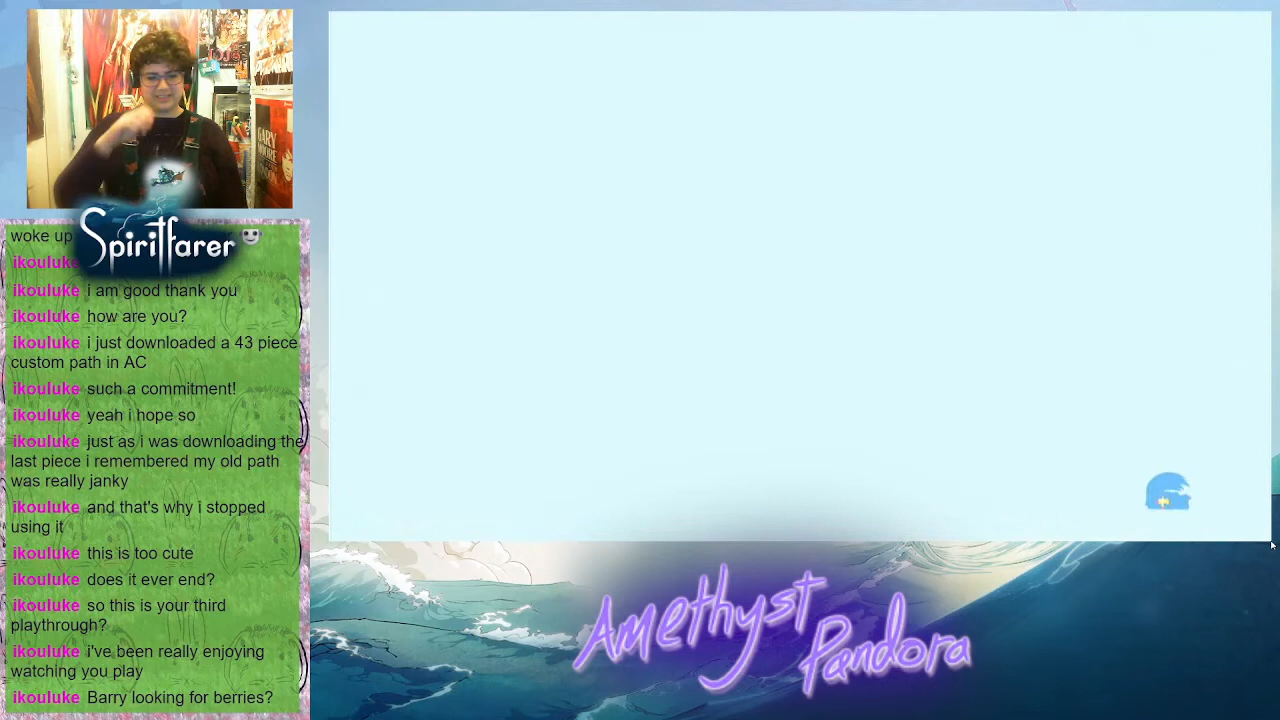 GARY
MOORE
woke up
Spiritfarer
ikouluke
ikouluke i am good thank you
ikouluke how are you?
ikouluke i just downloaded a 43 piece
custom path in AC
ikouluke such a commitment!
ikouluke yeah i hope so
ikouluke just as i was downloading the
last piece i remembered my old path
was really janky
ikouluke and that's why i stopped
using it
ikouluke this is too cute
ikouluke does it ever end?
ikouluke so this is your third
playthrough?
ikouluke i've been really enjoying
watching you play
ikouluke Barry looking for berries?
Amethyst
Pandora